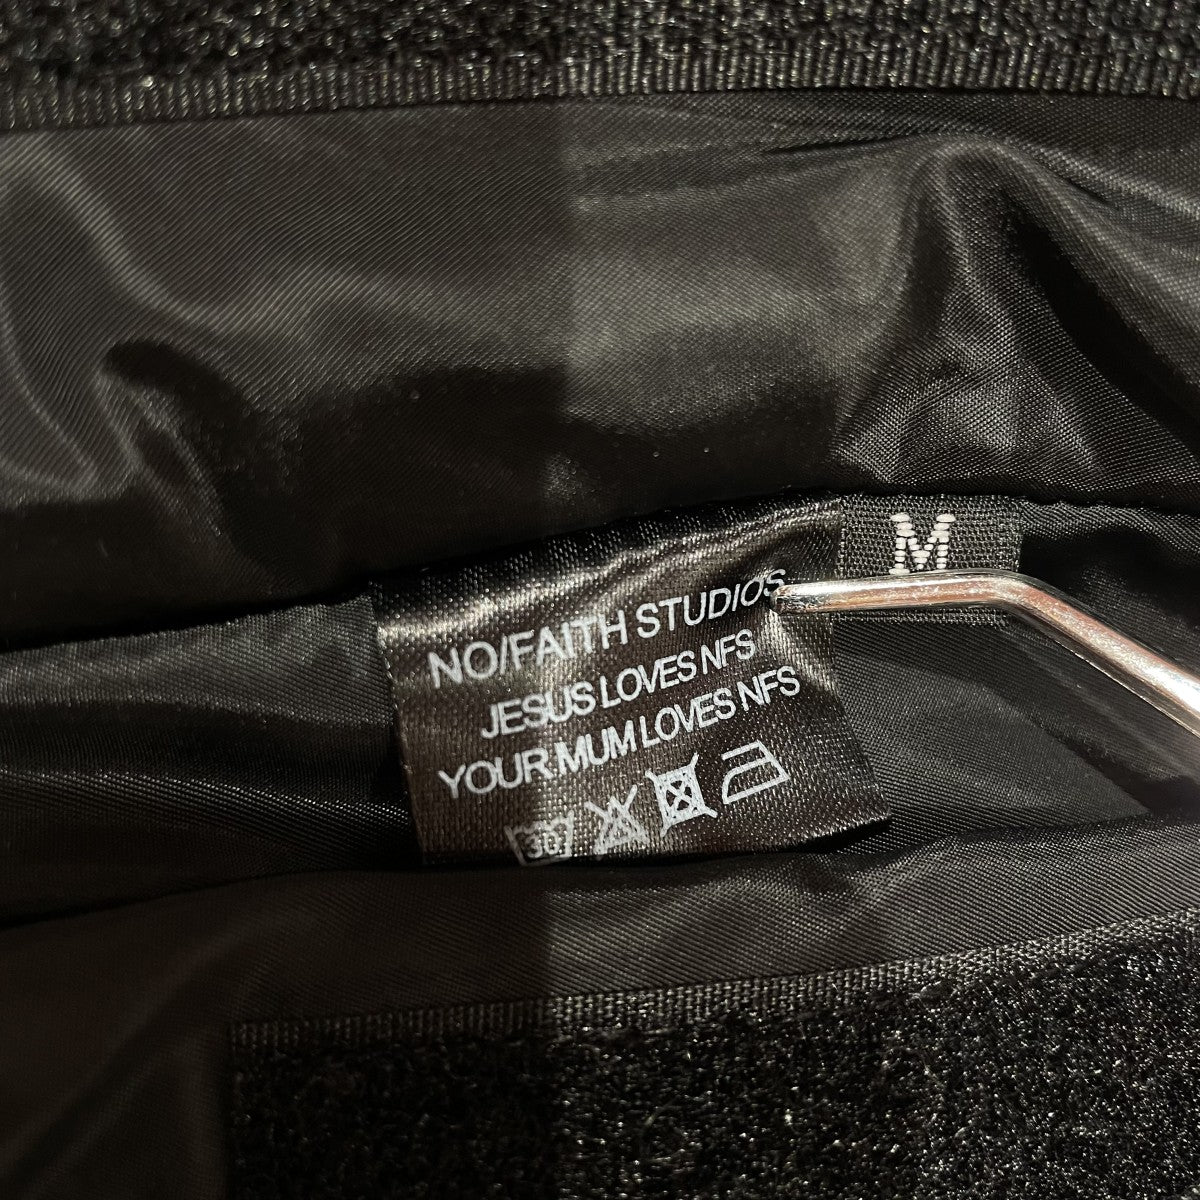 M
NO/FAITH STUDIOS
JESUS LOVES NFS
YOUR MUM LOVES NFS
30